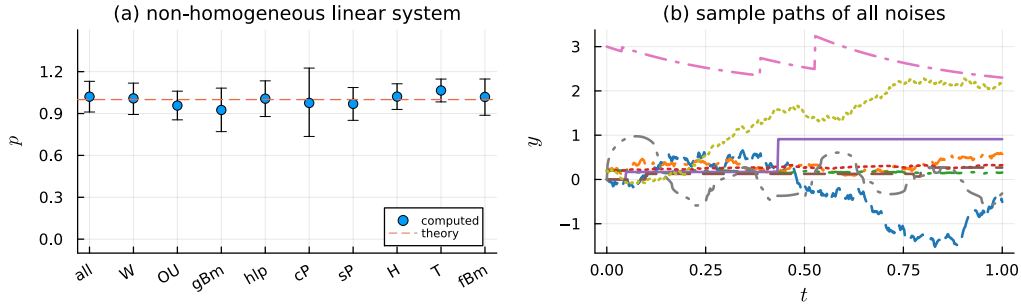 (a) non-homogeneous linear system
p
1.2
0.9
0.6
0.3
0.0
all W OU gBm hlp cP sP H T fBm
computed
theory
(b) sample paths of all noises
y
3
2
1
0
−1
0.00 0.25 0.50 0.75 1.00
t